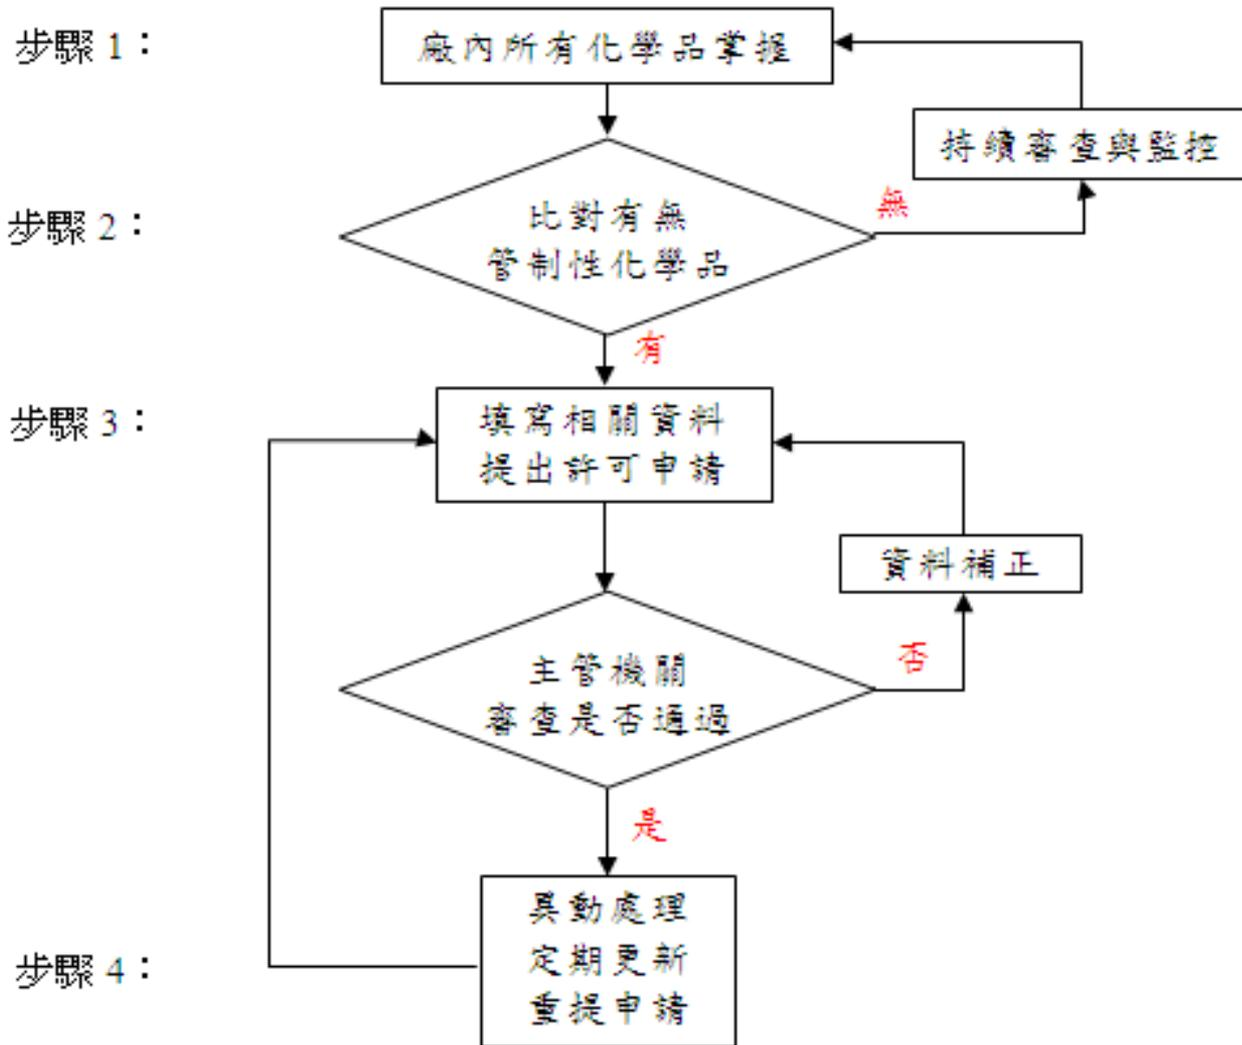 步驟 1：
廠內所有化學品掌握
持續審查與監控
步驟 2：
比對有無
管制性化學品
無
有
步驟 3：
填寫相關資料
提出許可申請
資料補正
主管機關
審查是否通過
否
是
步驟 4：
異動處理
定期更新
重提申請